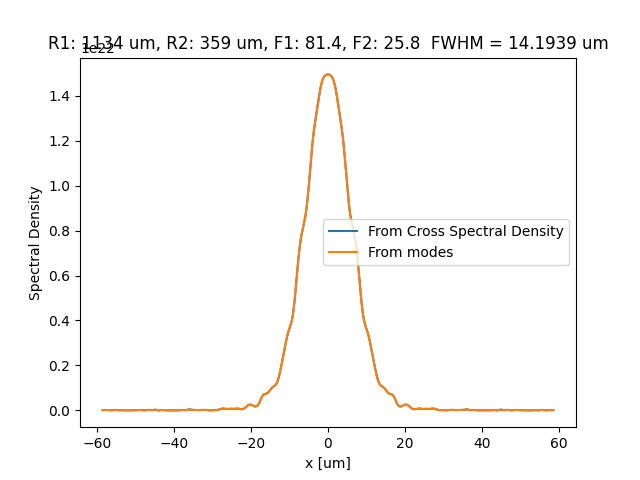 R1: 1134 um, R2: 359 um, F1: 81.4, F2: 25.8  FWHM = 14.1939 um
1e22
1.4
1.2
1.0
0.8
0.6
0.4
0.2
0.0
Spectral Density
From Cross Spectral Density
From modes
−60 −40 −20 0 20 40 60
x [um]